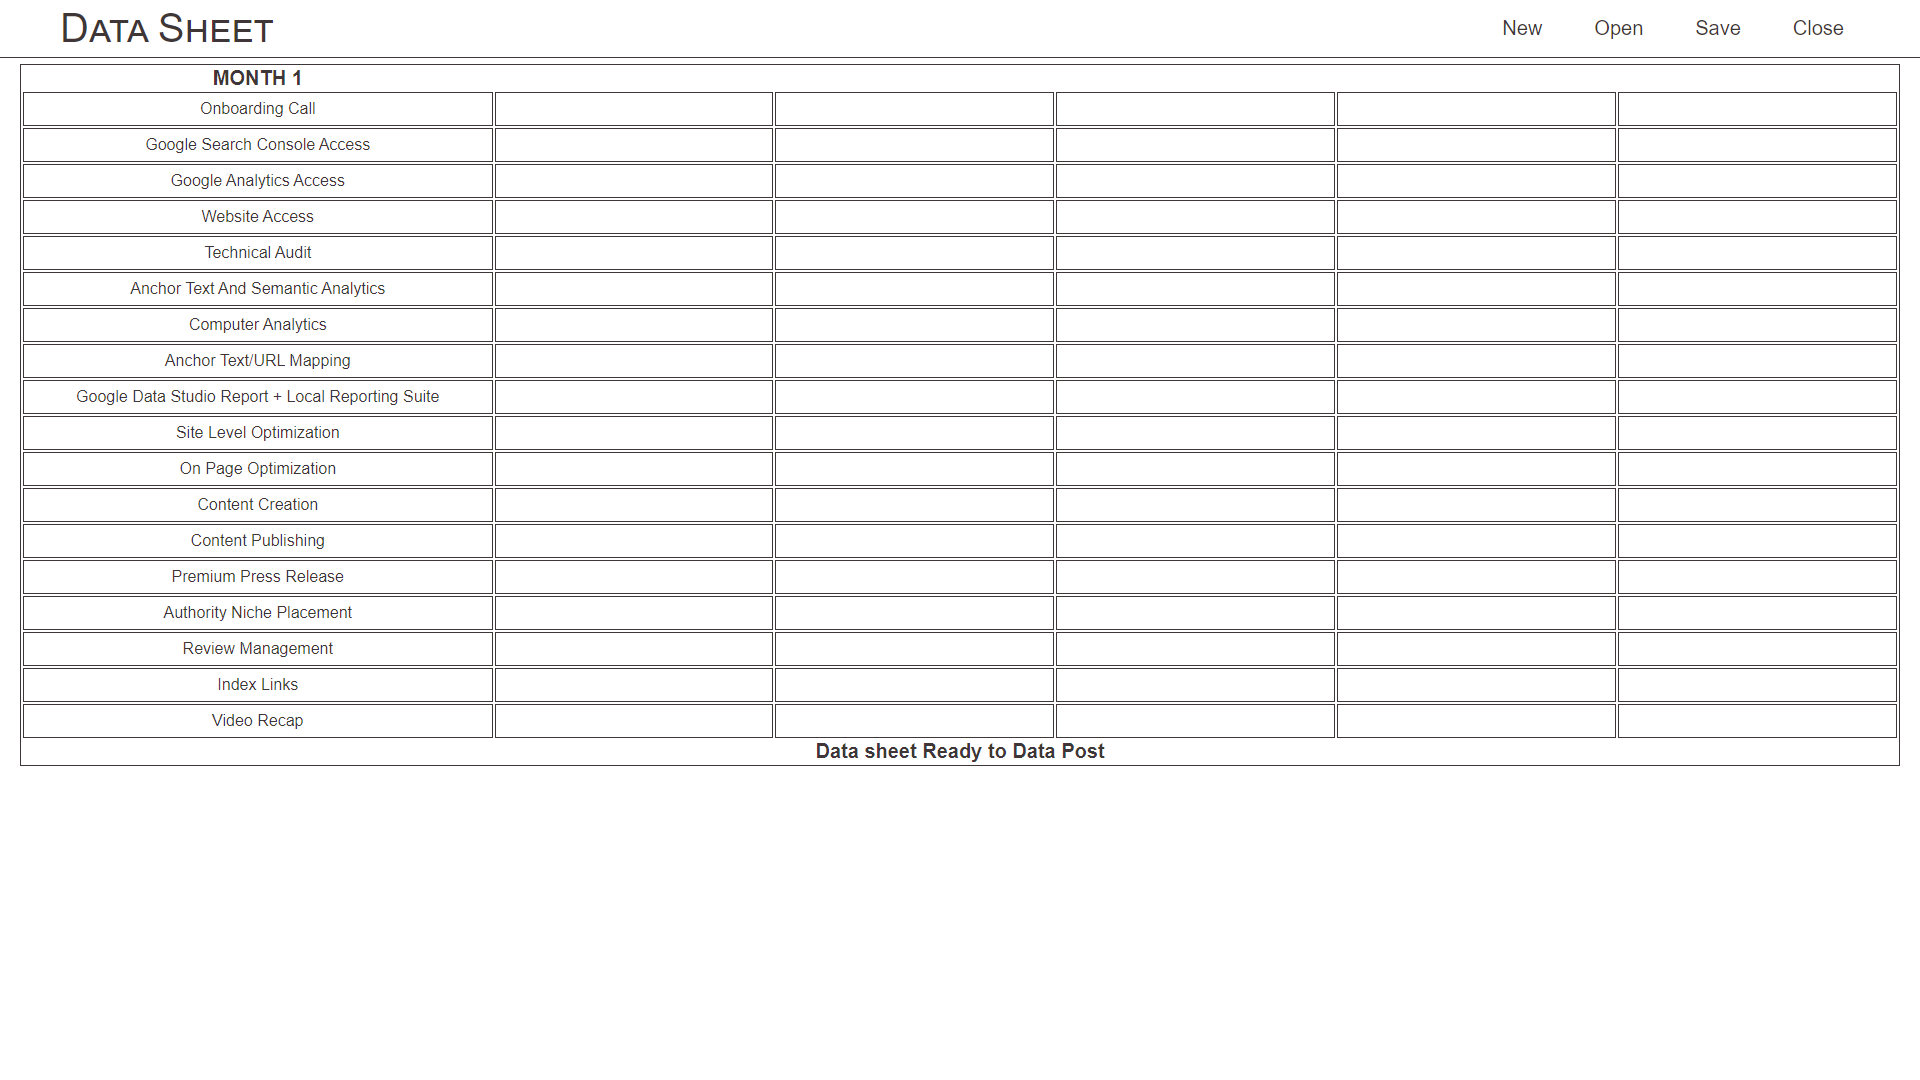 Data Sheet
New Open Save Close
MONTH 1
Onboarding Call
Google Search Console Access
Google Analytics Access
Website Access
Technical Audit
Anchor Text And Semantic Analytics
Computer Analytics
Anchor Text/URL Mapping
Google Data Studio Report + Local Reporting Suite
Site Level Optimization
On Page Optimization
Content Creation
Content Publishing
Premium Press Release
Authority Niche Placement
Review Management
Index Links
Video Recap
Data sheet Ready to Data Post